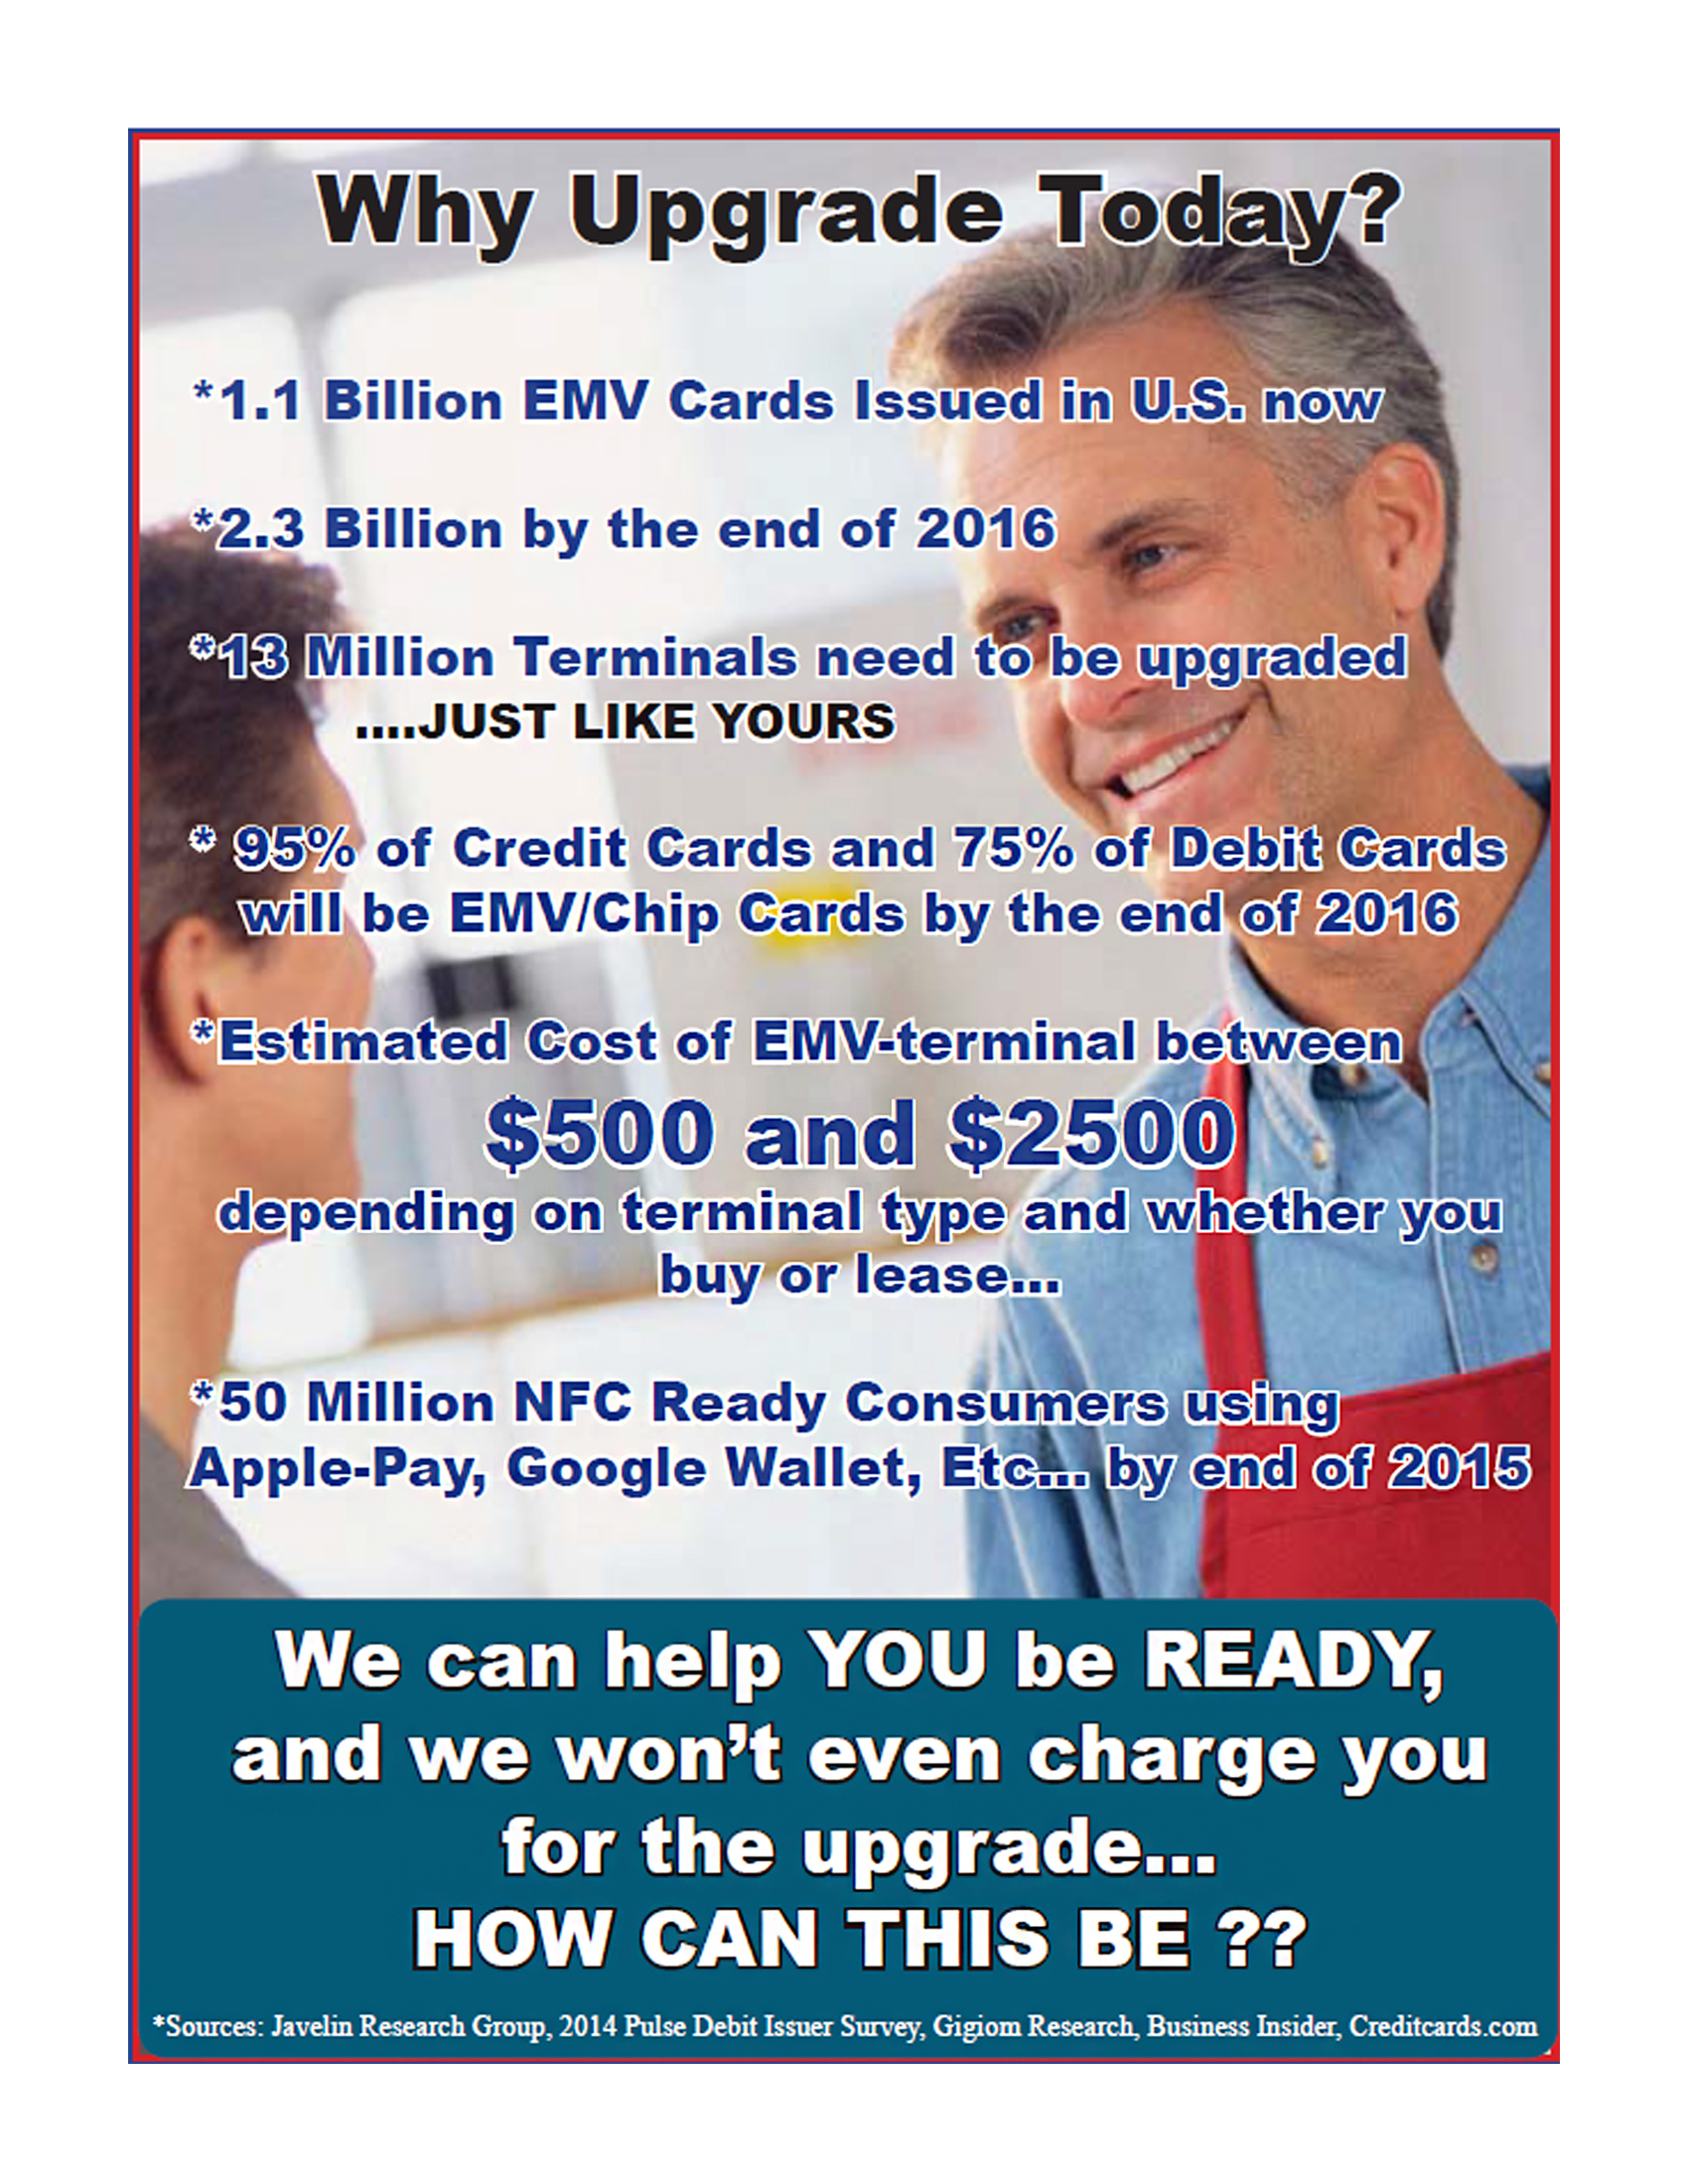 Why Upgrade Today?
*1.1 Billion EMV Cards Issued in U.S. now
*2.3 Billion by the end of 2016
*13 Million Terminals need to be upgraded
....JUST LIKE YOURS
* 95% of Credit Cards and 75% of Debit Cards
will be EMV/Chip Cards by the end of 2016
*Estimated Cost of EMV-terminal between
$500 and $2500
depending on terminal type and whether you
buy or lease...
*50 Million NFC Ready Consumers using
Apple-Pay, Google Wallet, Etc... by end of 2015
We can help YOU be READY,
and we won't even charge you
for the upgrade...
HOW CAN THIS BE ??
*Sources: Javelin Research Group, 2014 Pulse Debit Issuer Survey, Gigiom Research, Business Insider, Creditcards.com